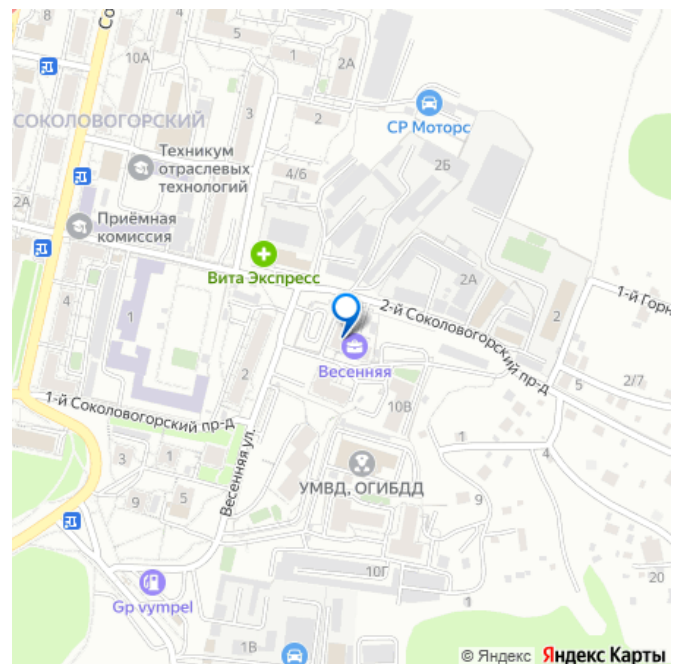 Со
10А
5
1
2А
СОКОЛОВОГОРСКИЙ
3
2
СР Моторс
Техникум
отраслевых
технологий
4/6
2Б
2А
Приёмная
комиссия
Вита Экспресс
2А
4
1
2-й Соколовогорский пр-д
2
1-й Горн
Весенняя
2
10В
5
2/7
1-й Соколовогорский пр-д
3
1
1
4
Весенняя ул.
УМВД, ОГИБДД
9
5
9
10Г
20
Gp vympel
1В
© Яндекс Яндекс Карты